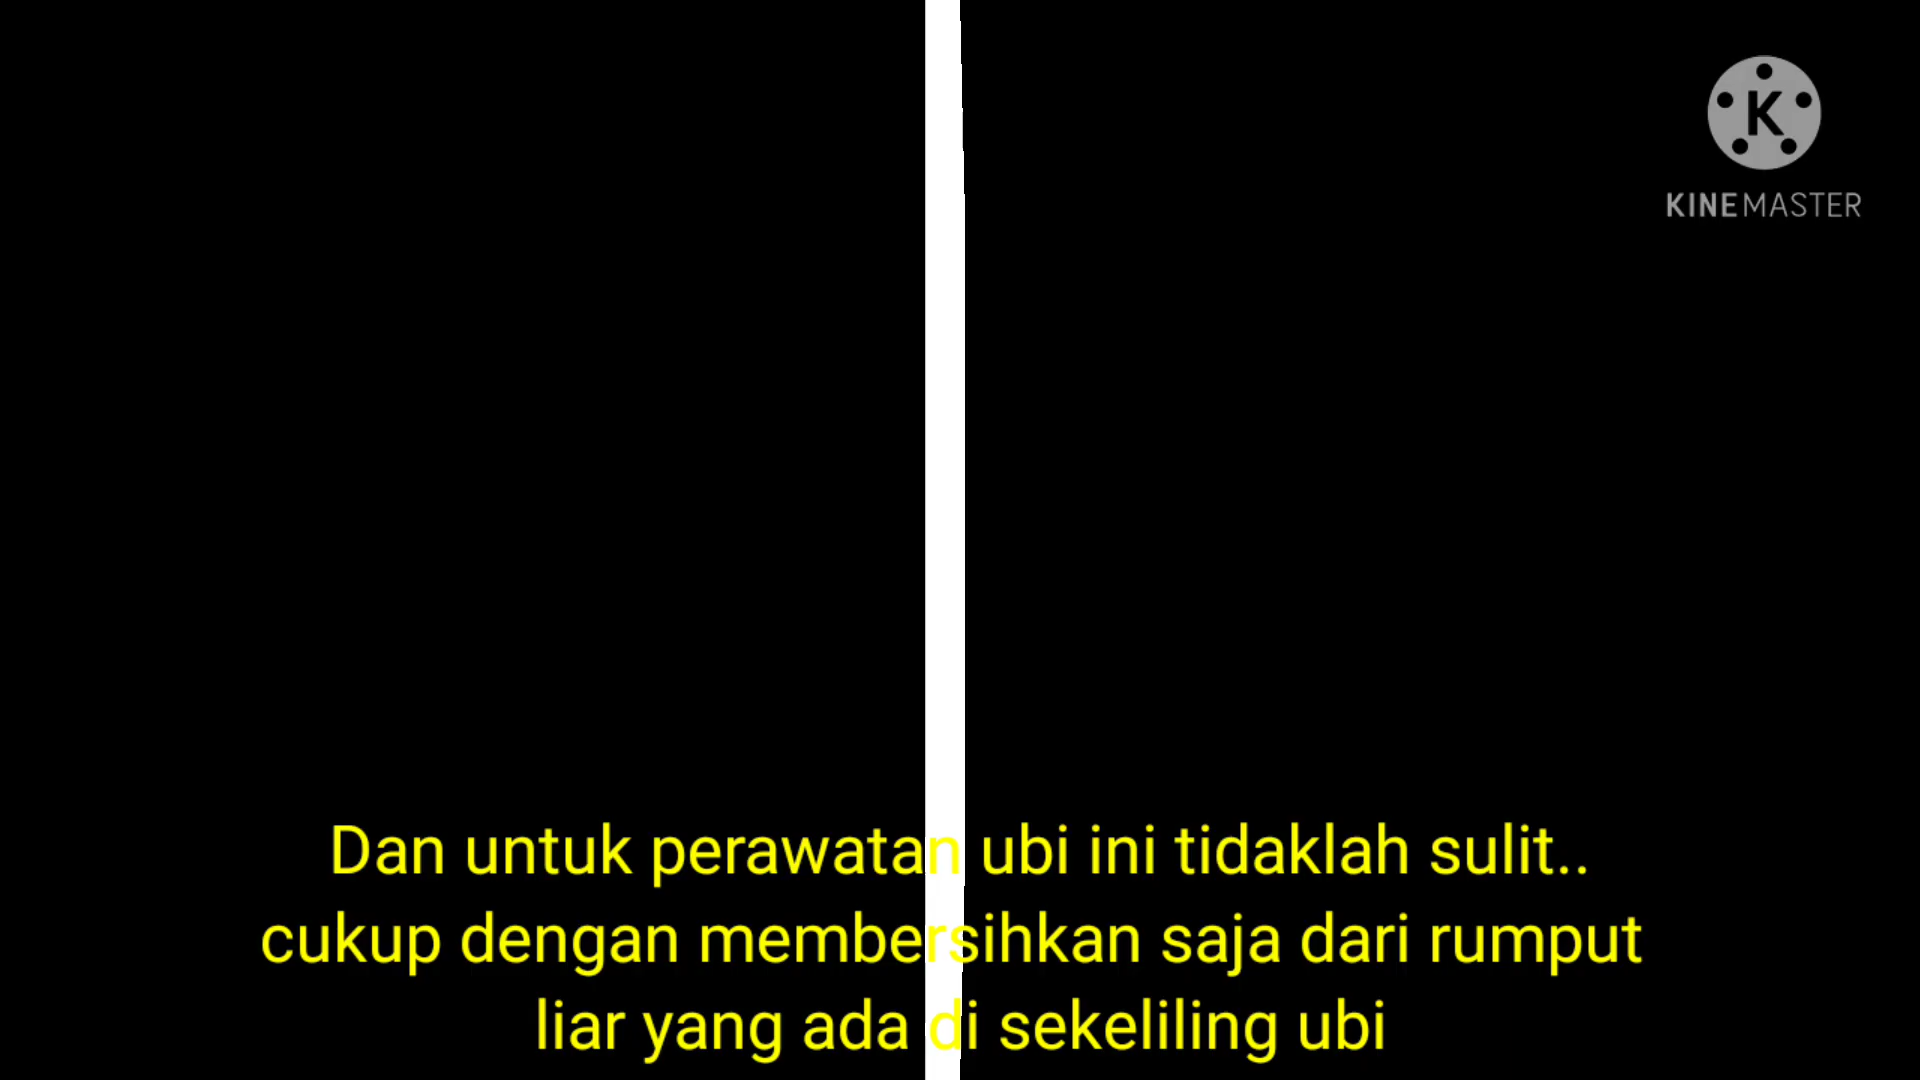 K
KINEMASTER
Dan untuk perawatan ubi ini tidaklah sulit..
cukup dengan membersihkan saja dari rumput
liar yang ada di sekeliling ubi